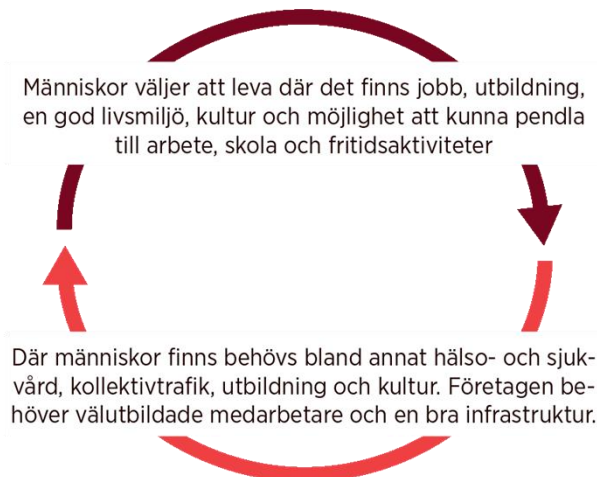 Människor väljer att leva där det finns jobb, utbildning,
en god livsmiljö, kultur och möjlighet att kunna pendla
till arbete, skola och fritidsaktiviteter
Där människor finns behövs bland annat hälso- och sjuk-
vård, kollektivtrafik, utbildning och kultur. Företagen be-
höver välutbildade medarbetare och en bra infrastruktur.